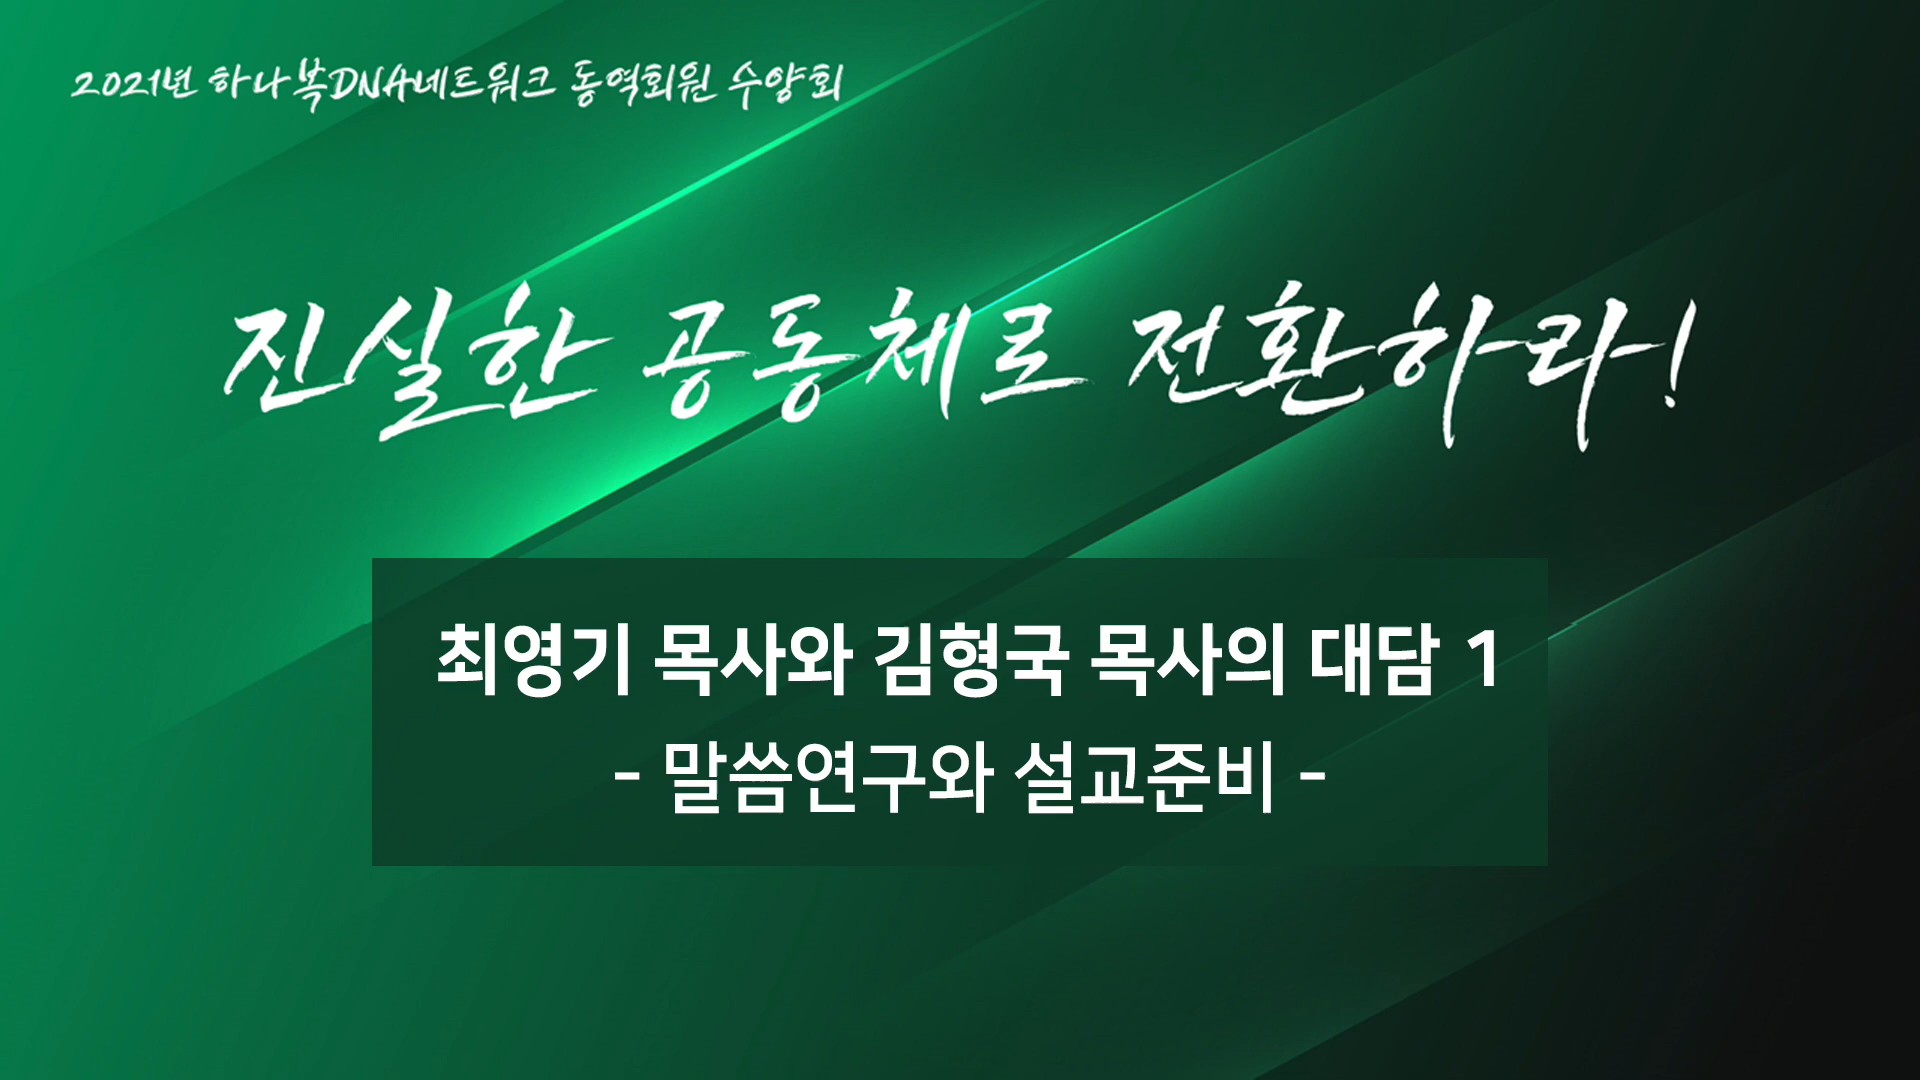 2021년 하나복DNA네트워크 동역회원 수양회
진실한 공동체로 전환하라!
최영기 목사와 김형국 목사의 대담 1
- 말씀연구와 설교준비 -